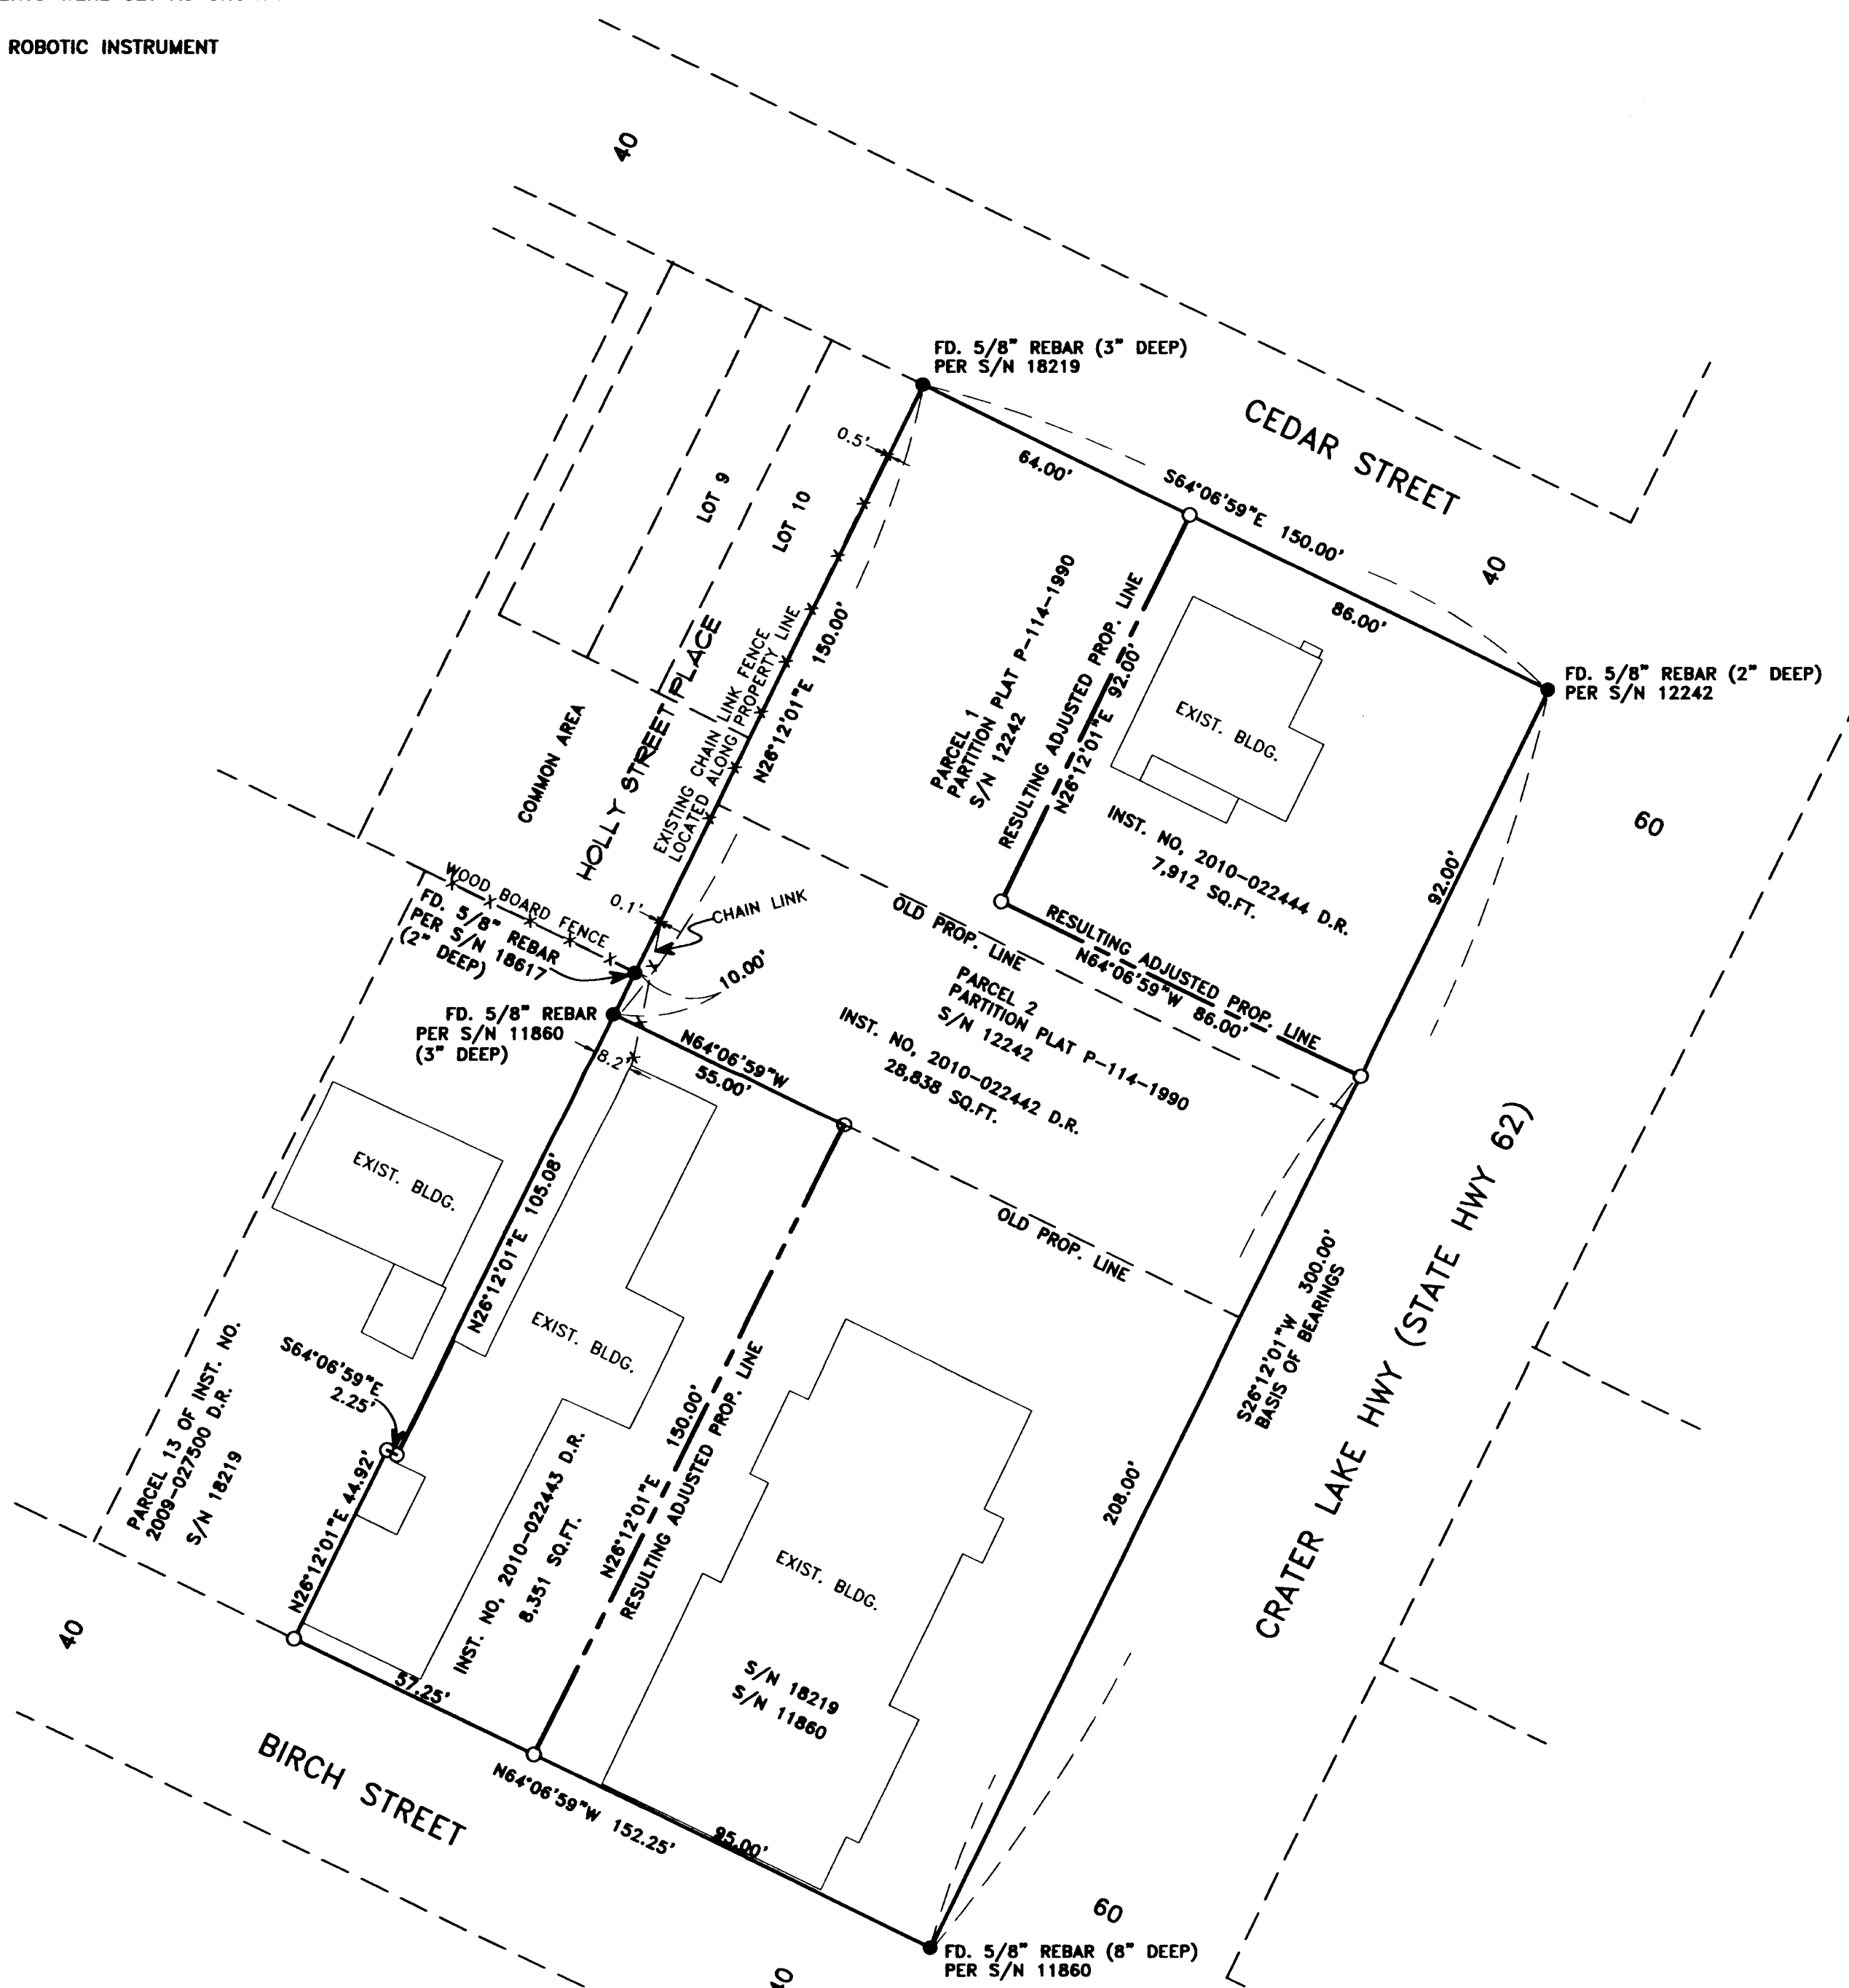 ROBOTIC INSTRUMENT
40
FD. 5/8" REBAR (3" DEEP)
PER S/N 18219
CEDAR STREET
0.5'
64.00'
S64°06'59"E 150.00'
40
86.00'
LOT 9
LOT 10
FD. 5/8" REBAR (2" DEEP)
PER S/N 12242
PARCEL 1
PARTITION PLAT P-114-1990
S/N 12242
RESULTING ADJUSTED PROP. LINE
N26°12'01"E 92.00'
EXIST. BLDG.
INST. NO, 2010-022444 D.R.
7,912 SQ.FT.
92.00'
60
COMMON AREA
HOLLY STREET PLACE
EXISTING CHAIN LINK FENCE
LOCATED ALONG PROPERTY LINE
N26°12'01"E 150.00'
WOOD BOARD FENCE
FD. 5/8" REBAR
PER S/N 18617
(2" DEEP)
0.1'
CHAIN LINK
10.00'
OLD PROP. LINE
RESULTING ADJUSTED PROP. LINE
N64°06'59"W 86.00'
PARCEL 2
PARTITION PLAT P-114-1990
S/N 12242
INST. NO, 2010-022442 D.R.
28,838 SQ.FT.
FD. 5/8" REBAR
PER S/N 11860
(3" DEEP)
8.2'
N64°06'59"W
55.00'
EXIST. BLDG.
N26°12'01"E 105.08'
OLD PROP. LINE
S26°12'01"W 300.00'
BASIS OF BEARINGS
CRATER LAKE HWY (STATE HWY 62)
EXIST. BLDG.
S64°06'59"E
2.25'
PARCEL 13 OF INST. NO.
2009-027500 D.R.
S/N 18219
N26°12'01"E 44.92'
INST. NO, 2010-022443 D.R.
8,351 SQ.FT.
N26°12'01"E 150.00'
RESULTING ADJUSTED PROP. LINE
208.00'
EXIST. BLDG.
S/N 18219
S/N 11860
40
57.25'
BIRCH STREET
N64°06'59"W 152.25'
95.00'
60
FD. 5/8" REBAR (8" DEEP)
PER S/N 11860